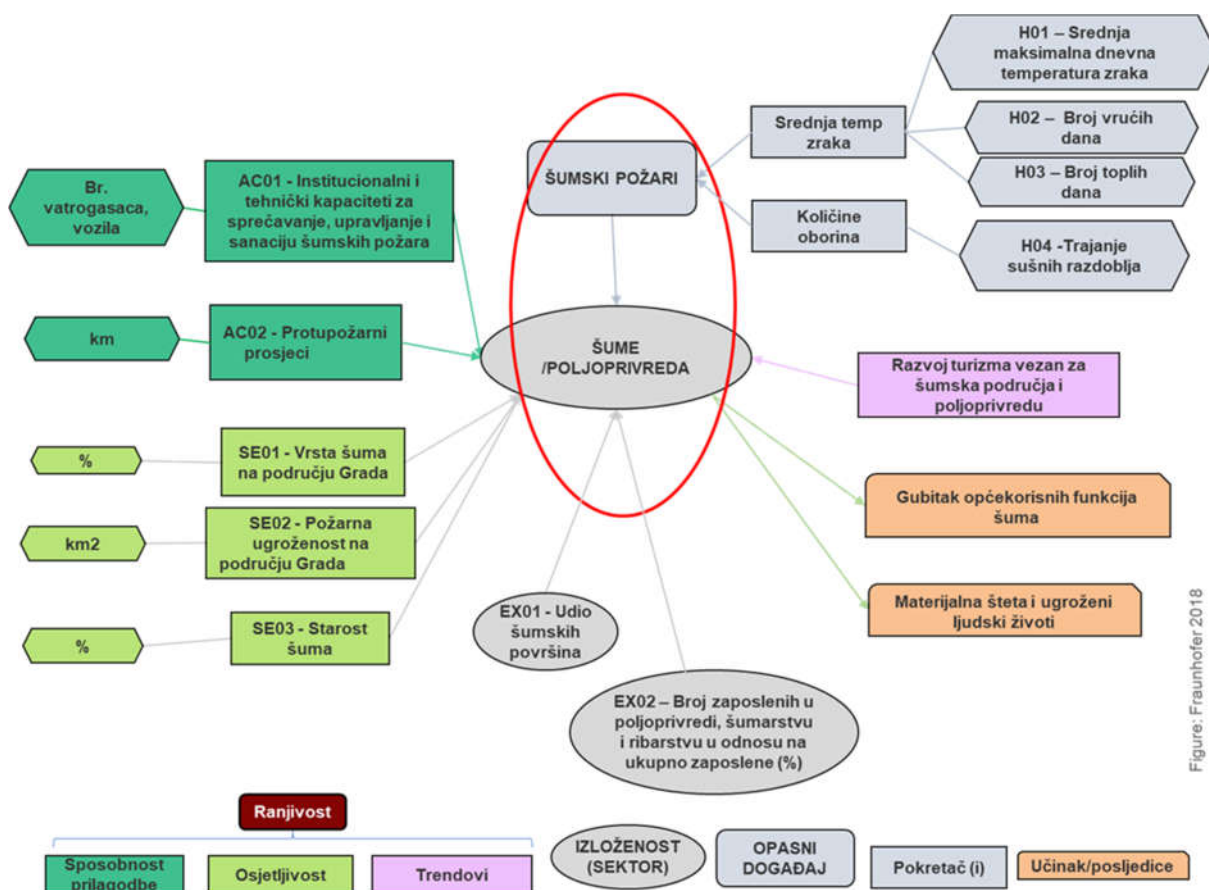 H01 – Srednja
maksimalna dnevna
temperatura zraka
Srednja temp
zraka
H02 – Broj vrućih
dana
H03 – Broj toplih
dana
ŠUMSKI POŽARI
Količine
oborina
H04 -Trajanje
sušnih razdoblja
Br.
vatrogasaca,
vozila
AC01 - Institucionalni i
tehnički kapaciteti za
sprečavanje, upravljanje i
sanaciju šumskih požara
km
AC02 - Protupožarni
prosjeci
ŠUME
/POLJOPRIVREDA
Razvoj turizma vezan za
šumska područja i
poljoprivredu
%
SE01 - Vrsta šuma
na području Grada
Gubitak općekorisnih funkcija
šuma
km2
SE02 - Požarna
ugroženost na
području Grada
%
SE03 - Starost
šuma
EX01 - Udio
šumskih
površina
Materijalna šteta i ugroženi
ljudski životi
EX02 – Broj zaposlenih u
poljoprivredi, šumarstvu
i ribarstvu u odnosu na
ukupno zaposlene (%)
Figure: Fraunhofer 2018
Ranjivost
Sposobnost
prilagodbe
Osjetljivost
Trendovi
IZLOŽENOST
(SEKTOR)
OPASNI
DOGAĐAJ
Pokretač (i)
Učinak/posljedice